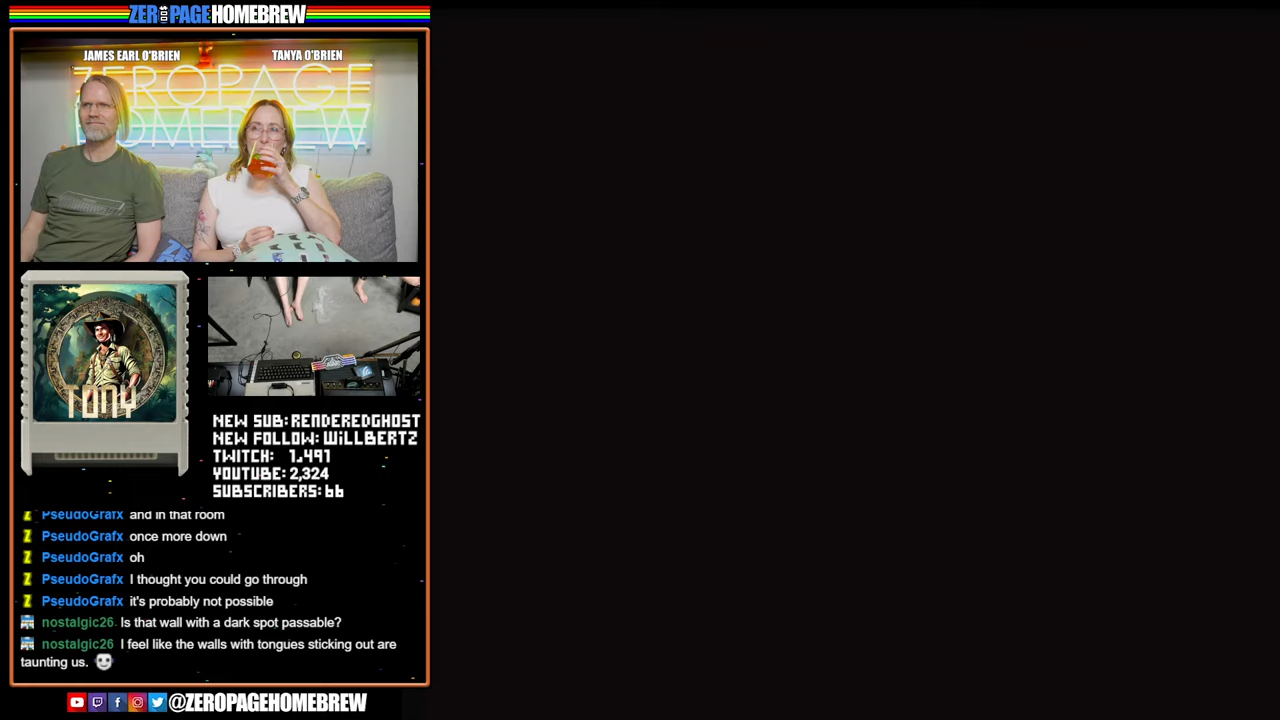 ZEROPAGE HOMEBREW
JAMES EARL O'BRIEN
TANYA O'BRIEN
ZEROPAGE
HOMEBREW
TONY
NEW SUB: RENDEREDGHOST
NEW FOLLOW: WILLBERTZ
TWITCH: 1,491
YOUTUBE: 2,324
SUBSCRIBERS: 66
PseudoGrafx and in that room
PseudoGrafx once more down
PseudoGrafx oh
PseudoGrafx I thought you could go through
PseudoGrafx it's probably not possible
nostalgic26 Is that wall with a dark spot passable?
nostalgic26 I feel like the walls with tongues sticking out are
taunting us.
@ZEROPAGEHOMEBREW